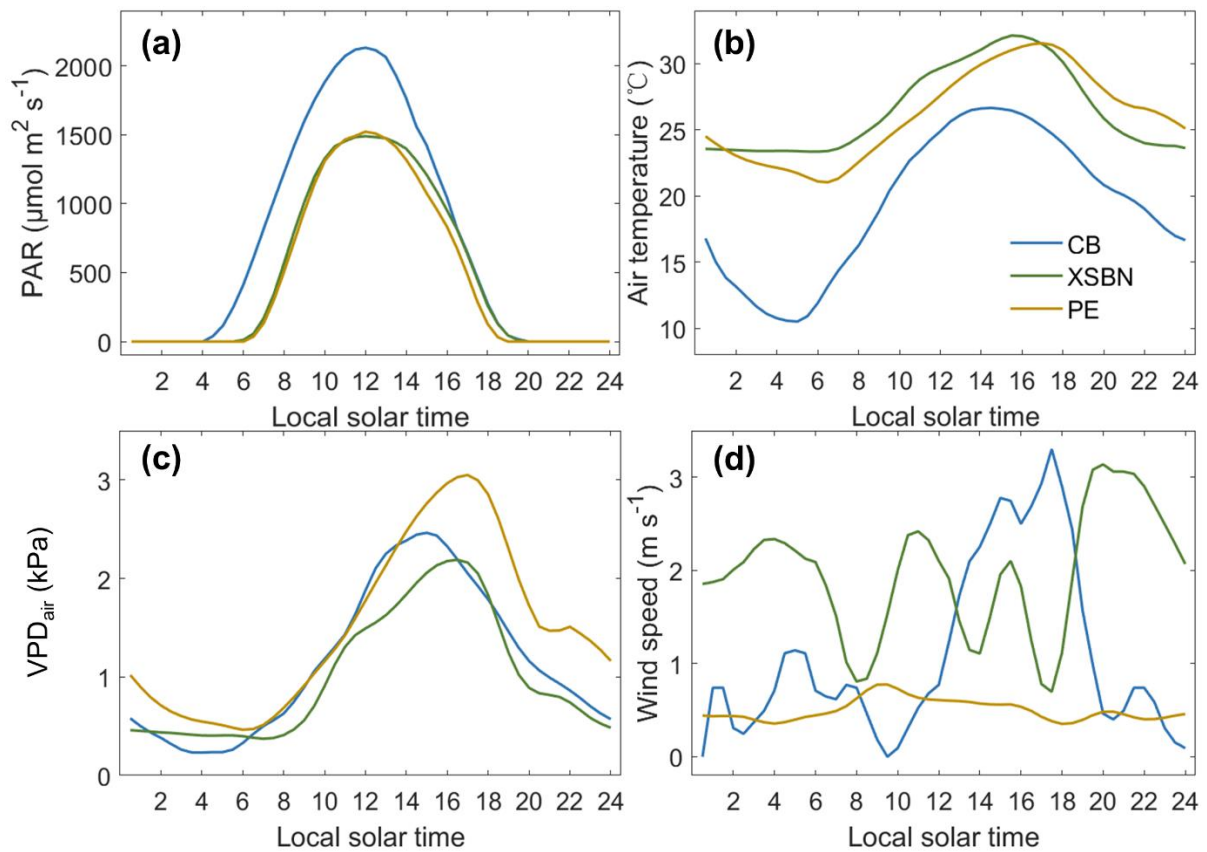 (a)
PAR (μmol m² s⁻¹)
2000
1500
1000
500
0
2 4 6 8 10 12 14 16 18 20 22 24
Local solar time
(b)
Air temperature (℃)
30
25
20
15
10
CB
XSBN
PE
2 4 6 8 10 12 14 16 18 20 22 24
Local solar time
(c)
VPDair (kPa)
3
2
1
0
2 4 6 8 10 12 14 16 18 20 22 24
Local solar time
(d)
Wind speed (m s⁻¹)
3
2
1
0
2 4 6 8 10 12 14 16 18 20 22 24
Local solar time